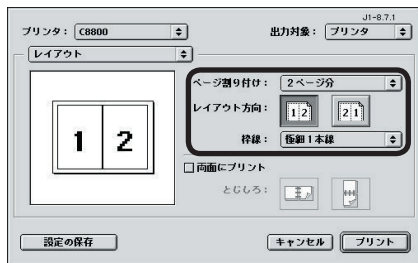 J1-8.7.1
プリンタ： C8800 出力対象： プリンタ
レイアウト
ページ割り付け： 2ページ分
レイアウト方向： 1 2 2 1
1 2
枠線： 極細1本線
両面にプリント
とじしろ：
設定の保存 キャンセル プリント